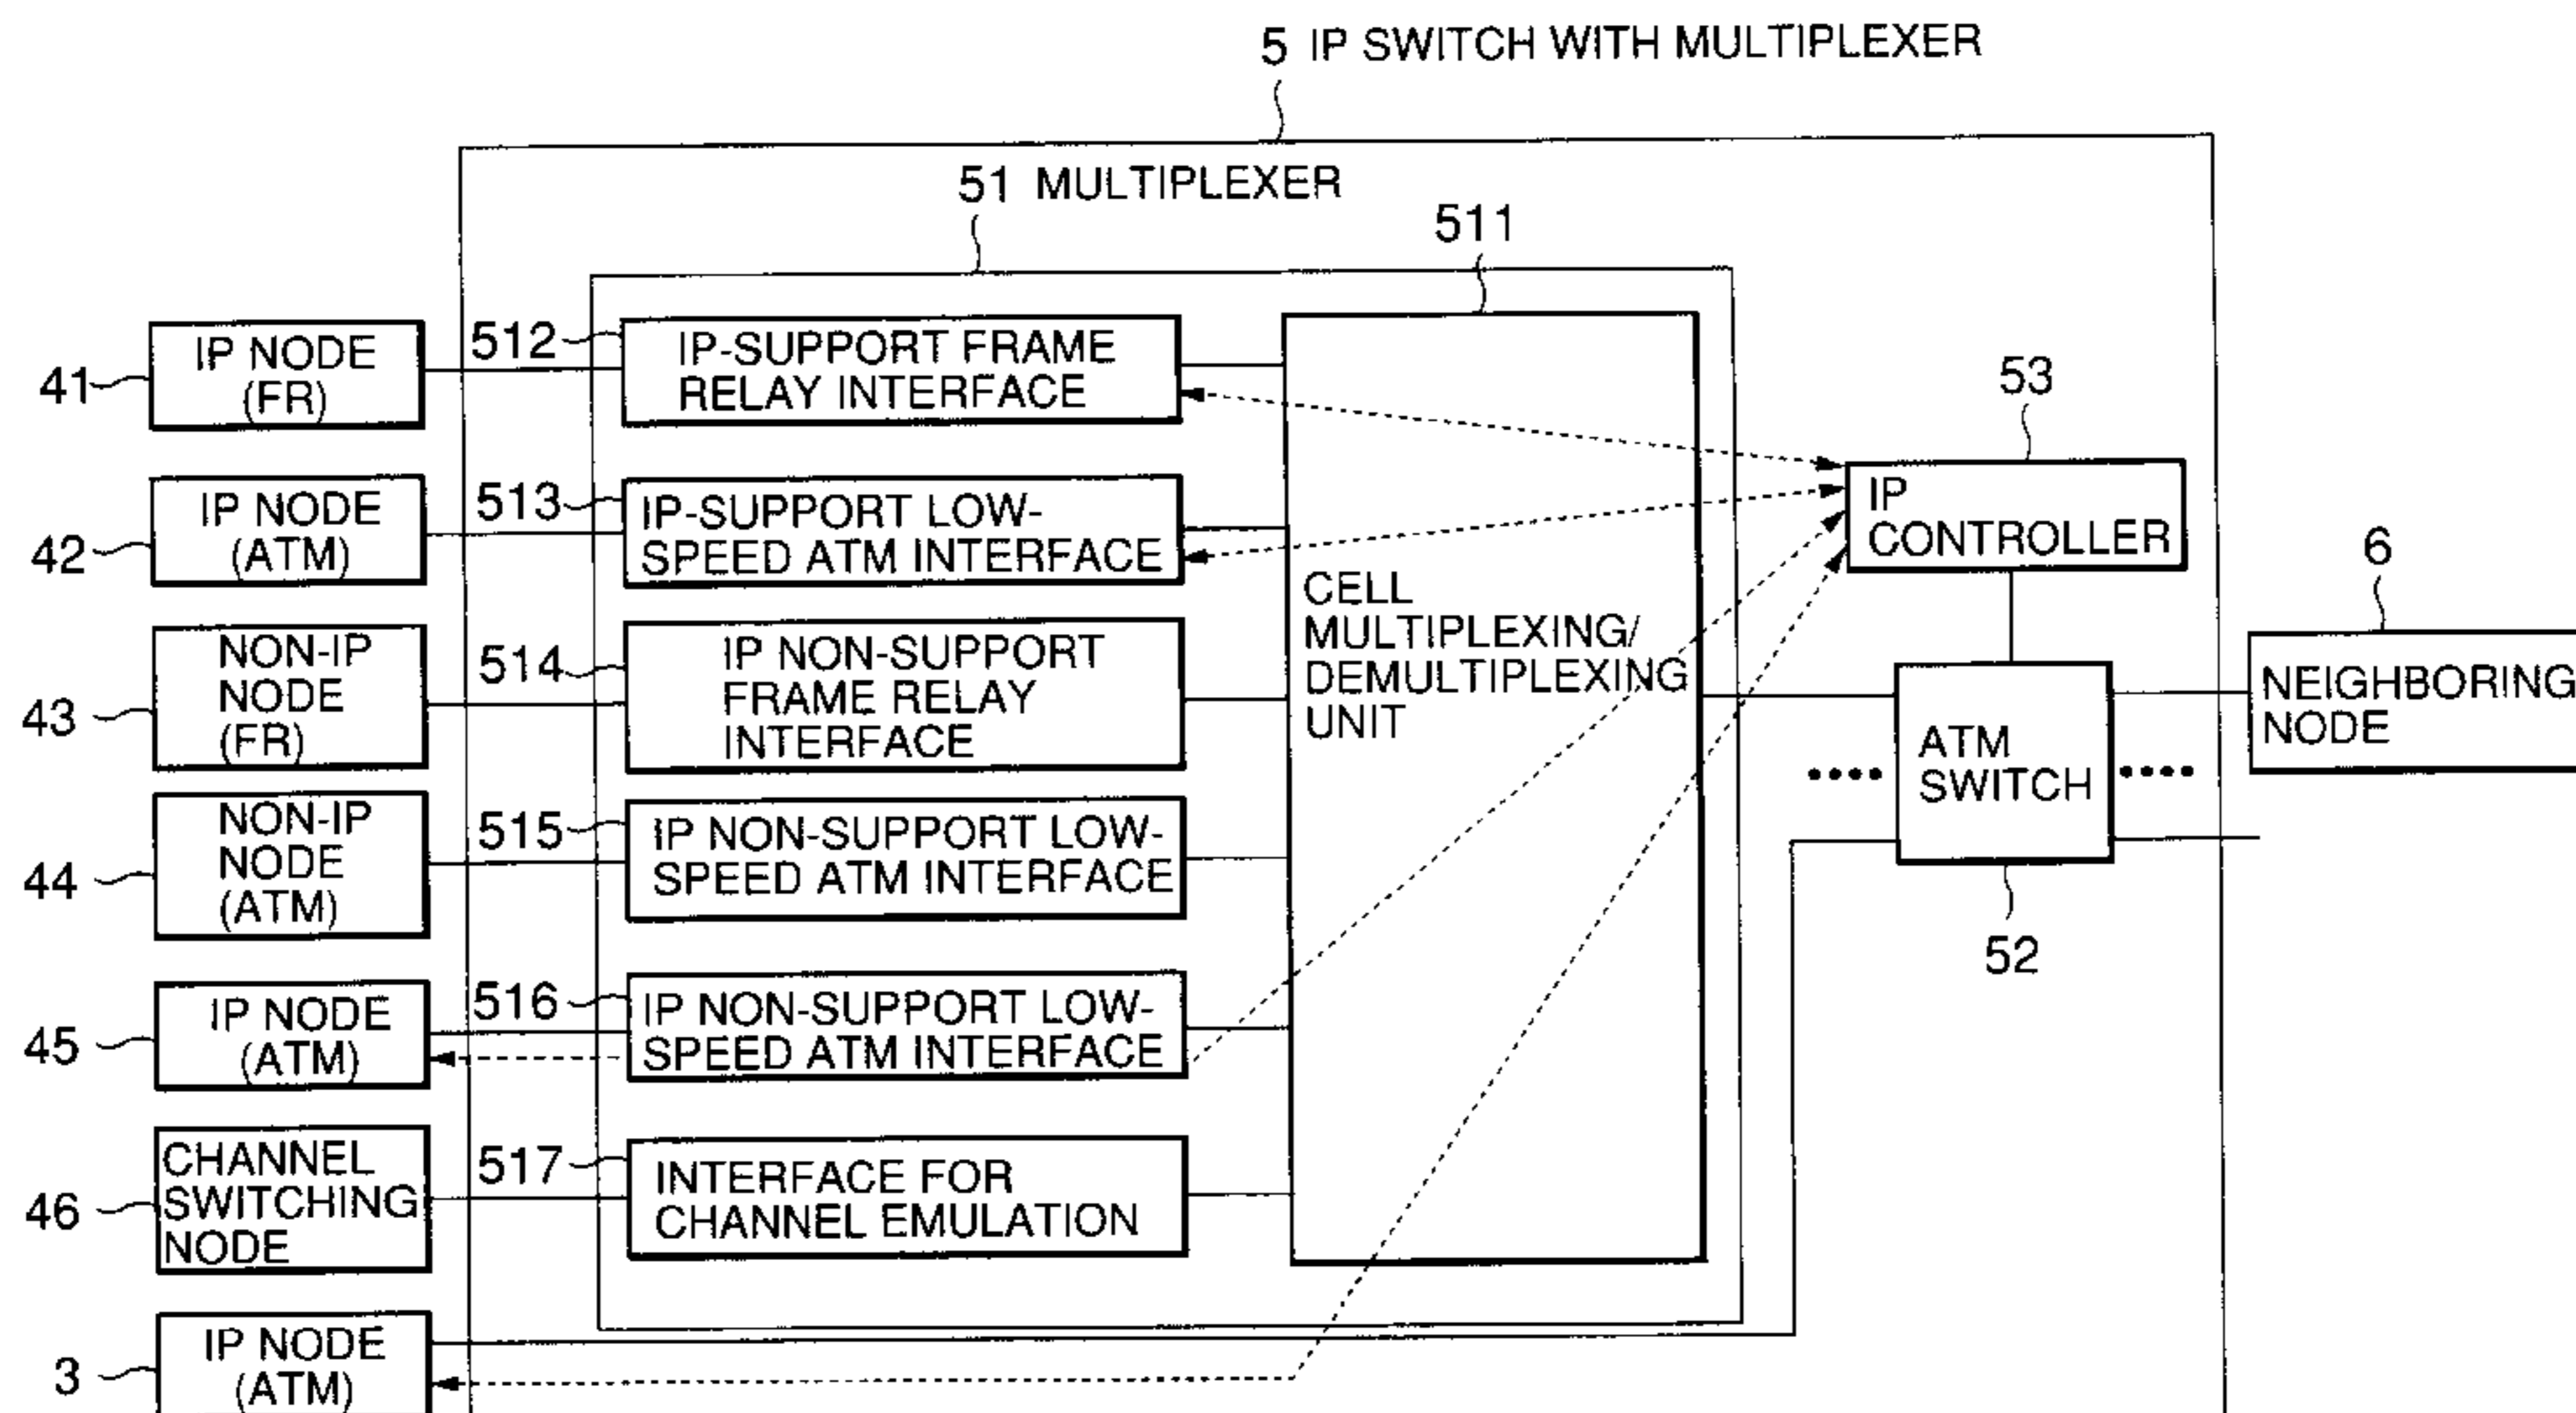 5 IP SWITCH WITH MULTIPLEXER
51 MULTIPLEXER
511
41
IP NODE
(FR)
512
IP-SUPPORT FRAME
RELAY INTERFACE
42
IP NODE
(ATM)
513
IP-SUPPORT LOW-
SPEED ATM INTERFACE
43
NON-IP
NODE
(FR)
514
IP NON-SUPPORT
FRAME RELAY
INTERFACE
44
NON-IP
NODE
(ATM)
515
IP NON-SUPPORT LOW-
SPEED ATM INTERFACE
45
IP NODE
(ATM)
516
IP NON-SUPPORT LOW-
SPEED ATM INTERFACE
46
CHANNEL
SWITCHING
NODE
517
INTERFACE FOR
CHANNEL EMULATION
3
IP NODE
(ATM)
CELL
MULTIPLEXING/
DEMULTIPLEXING
UNIT
53
IP
CONTROLLER
ATM
SWITCH
52
6
NEIGHBORING
NODE